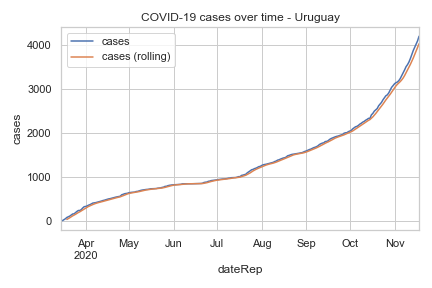 COVID-19 cases over time - Uruguay
cases
cases (rolling)
4000
3000
2000
1000
0
cases
Apr
2020
May
Jun
Jul
Aug
Sep
Oct
Nov
dateRep